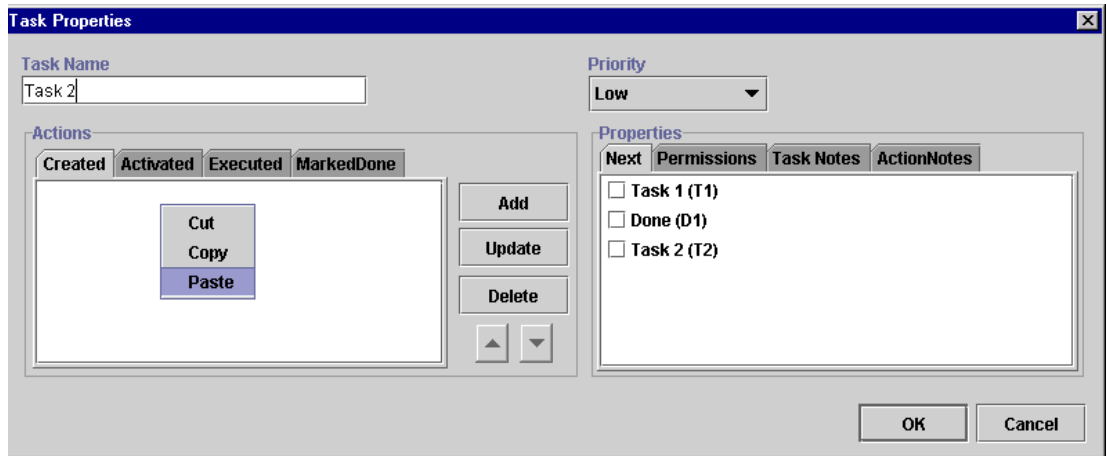 Task Properties
Task Name
Priority
Task 2
Low
Actions
Properties
Created Activated Executed MarkedDone
Next Permissions Task Notes ActionNotes
Cut
Copy
Paste
Add
Update
Delete
Task 1 (T1)
Done (D1)
Task 2 (T2)
OK
Cancel